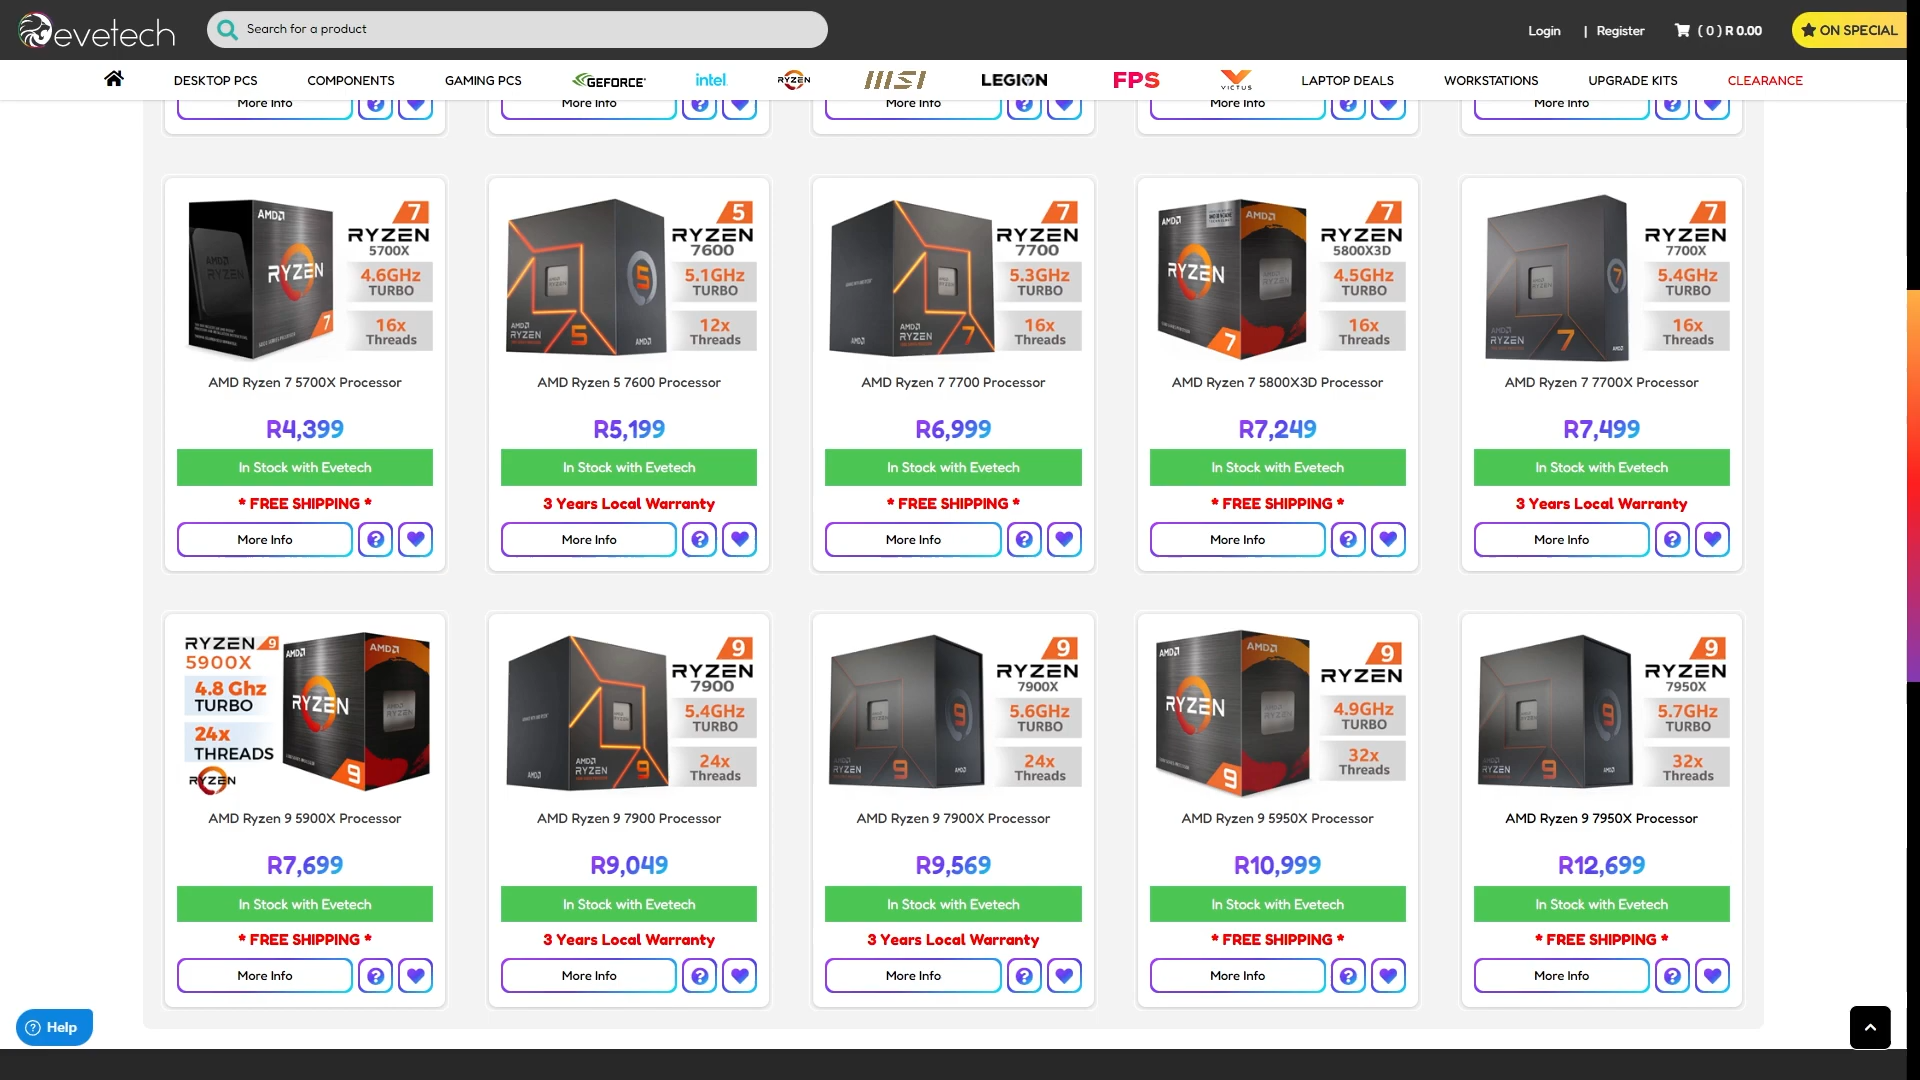 evetech
Search for a product
Login | Register ( 0 ) R 0.00 ON SPECIAL
DESKTOP PCS COMPONENTS GAMING PCS GEFORCE intel RYZEN MSI LEGION FPS VICTUS LAPTOP DEALS WORKSTATIONS UPGRADE KITS CLEARANCE
More Info ? More Info ? More Info ? More Info ? More Info ?
7 RYZEN 5700X
4.6GHz TURBO
16x Threads
AMD Ryzen 7 5700X Processor
R4,399
In Stock with Evetech
* FREE SHIPPING *
More Info ?
5 RYZEN 7600
5.1GHz TURBO
12x Threads
AMD Ryzen 5 7600 Processor
R5,199
In Stock with Evetech
3 Years Local Warranty
More Info ?
7 RYZEN 7700
5.3GHz TURBO
16x Threads
AMD Ryzen 7 7700 Processor
R6,999
In Stock with Evetech
* FREE SHIPPING *
More Info ?
7 RYZEN 5800X3D
4.5GHz TURBO
16x Threads
AMD Ryzen 7 5800X3D Processor
R7,249
In Stock with Evetech
* FREE SHIPPING *
More Info ?
7 RYZEN 7700X
5.4GHz TURBO
16x Threads
AMD Ryzen 7 7700X Processor
R7,499
In Stock with Evetech
3 Years Local Warranty
More Info ?
RYZEN 9
5900X
4.8 Ghz
TURBO
24x
THREADS
RYZEN
AMD Ryzen 9 5900X Processor
R7,699
In Stock with Evetech
* FREE SHIPPING *
More Info ?
9 RYZEN 7900
5.4GHz TURBO
24x Threads
AMD Ryzen 9 7900 Processor
R9,049
In Stock with Evetech
3 Years Local Warranty
More Info ?
9 RYZEN 7900X
5.6GHz TURBO
24x Threads
AMD Ryzen 9 7900X Processor
R9,569
In Stock with Evetech
3 Years Local Warranty
More Info ?
9 RYZEN
4.9GHz TURBO
32x Threads
AMD Ryzen 9 5950X Processor
R10,999
In Stock with Evetech
* FREE SHIPPING *
More Info ?
9 RYZEN 7950X
5.7GHz TURBO
32x Threads
AMD Ryzen 9 7950X Processor
R12,699
In Stock with Evetech
* FREE SHIPPING *
More Info ?
? Help